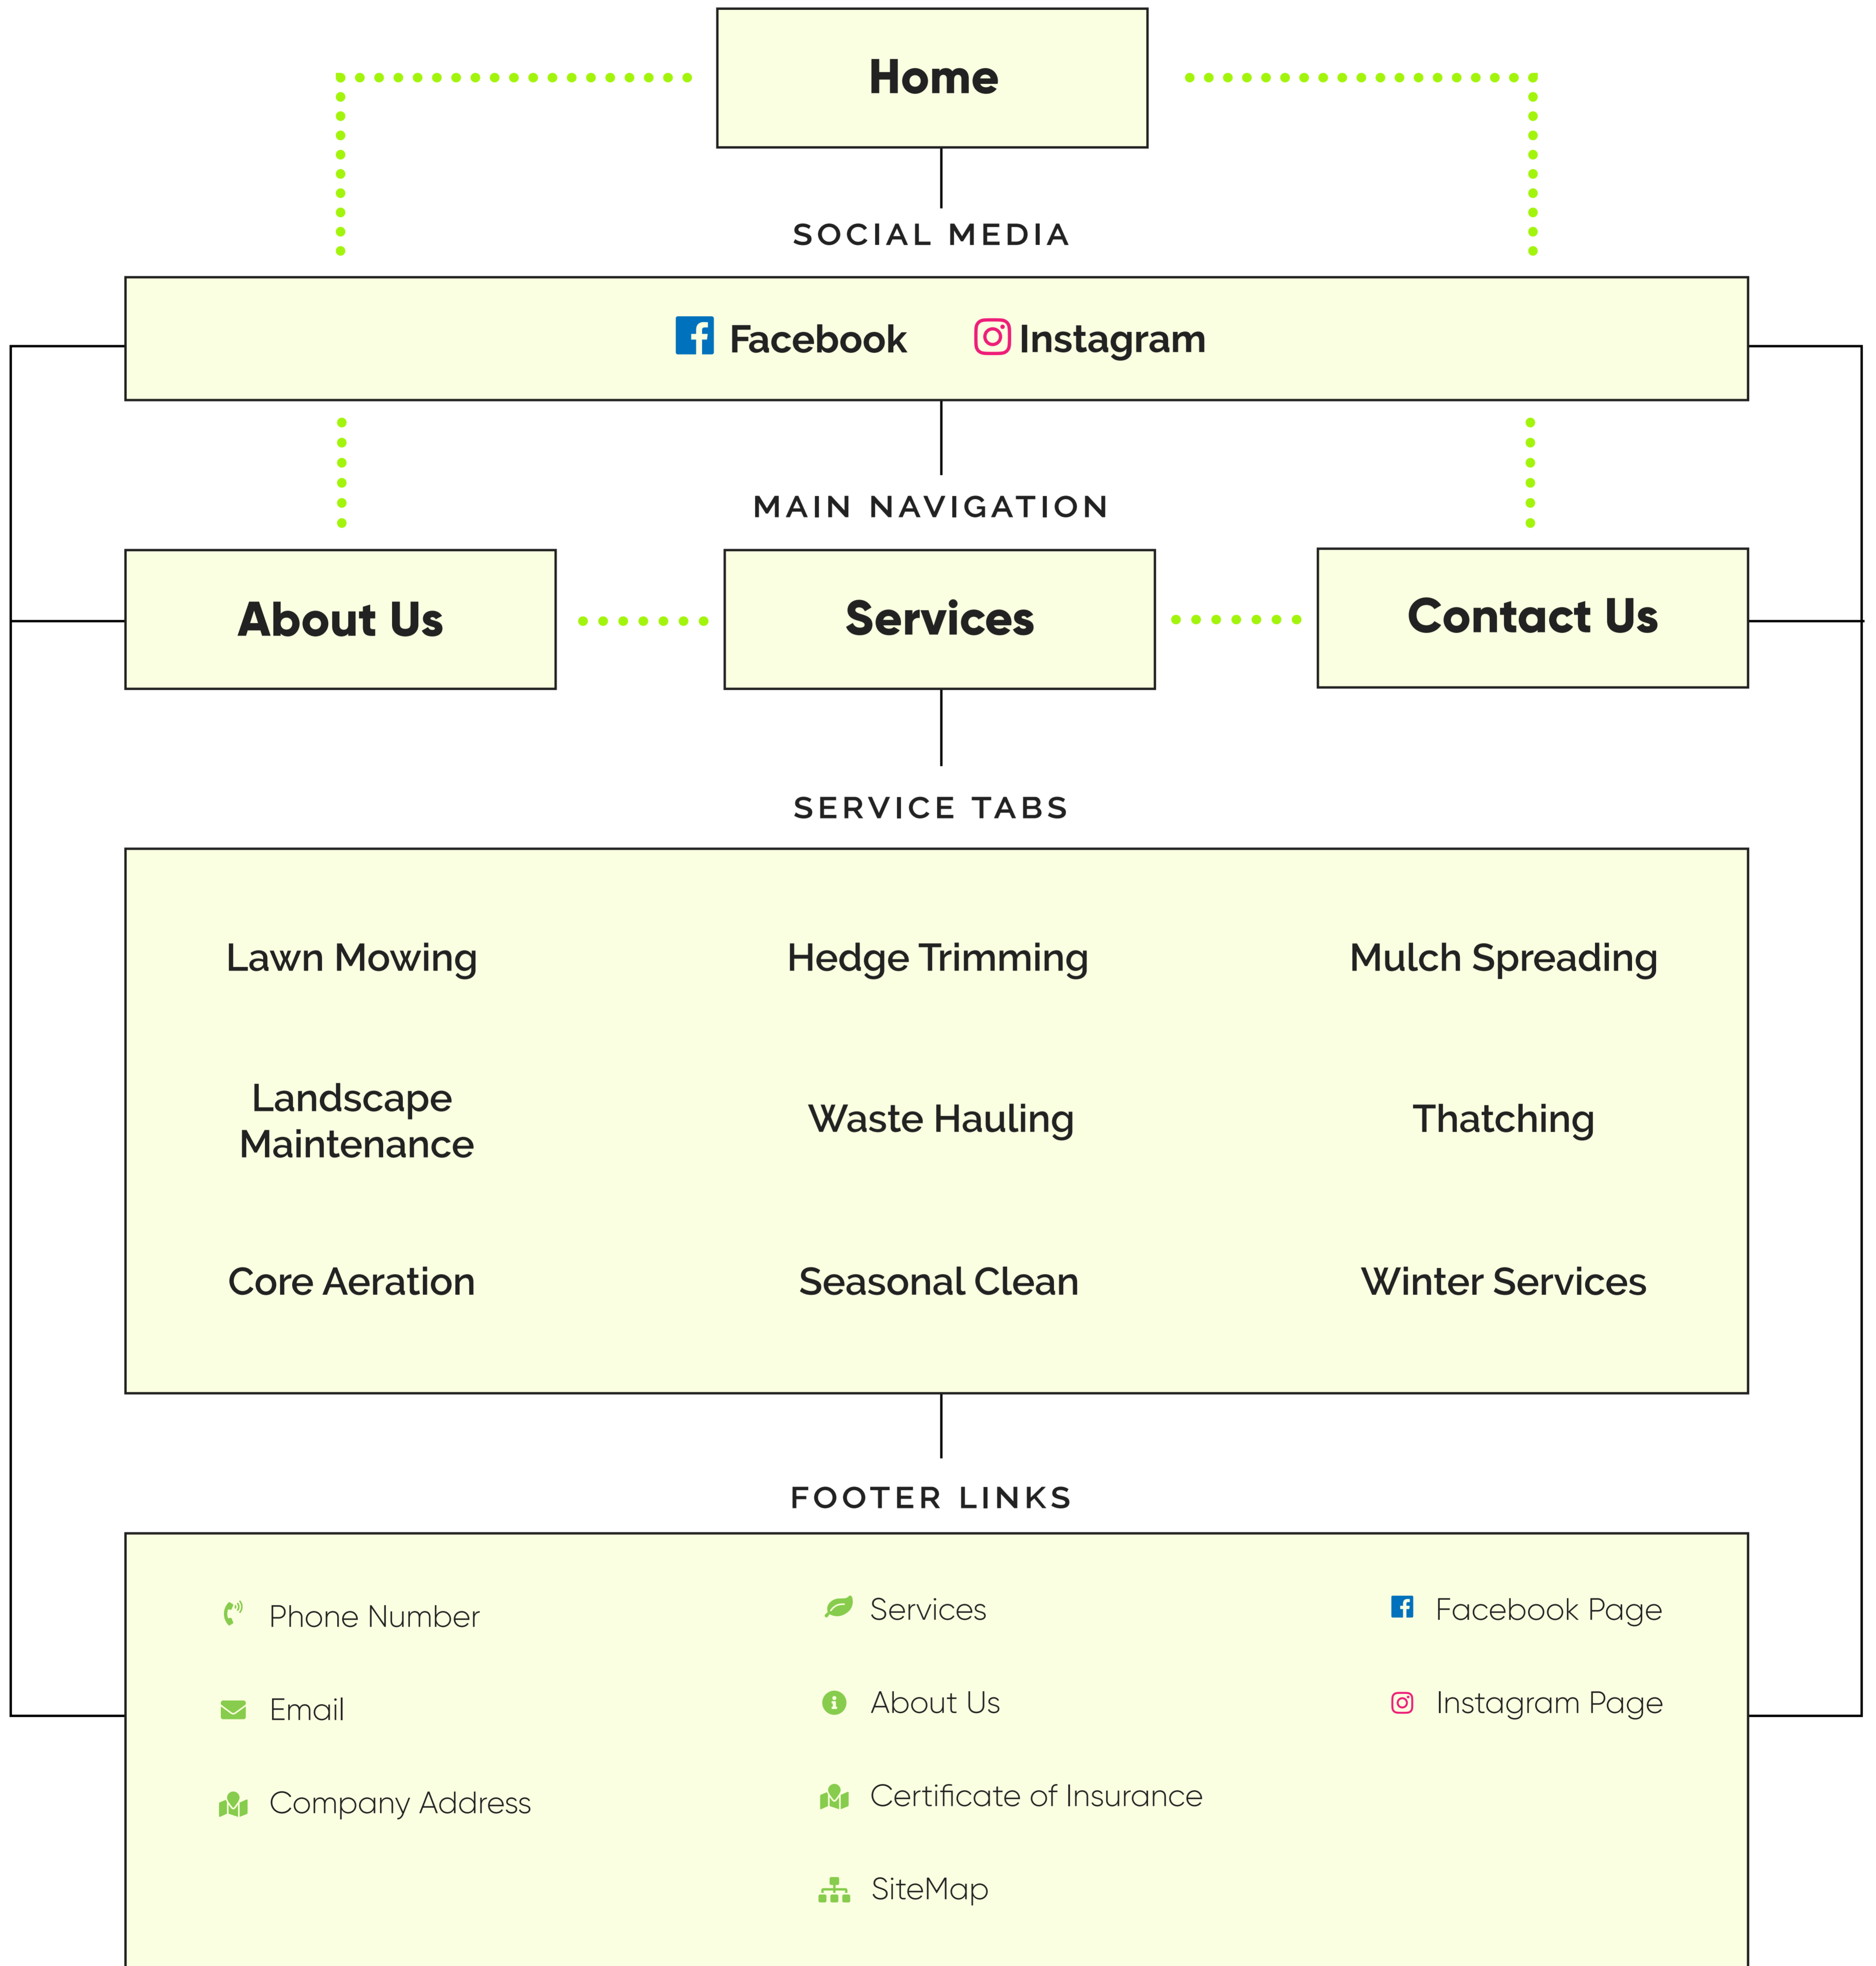 Home
SOCIAL MEDIA
Facebook
Instagram
MAIN NAVIGATION
About Us
Services
Contact Us
SERVICE TABS
Lawn Mowing
Hedge Trimming
Mulch Spreading
Landscape
Maintenance
Waste Hauling
Thatching
Core Aeration
Seasonal Clean
Winter Services
FOOTER LINKS
Phone Number
Email
Company Address
Services
About Us
Certificate of Insurance
SiteMap
Facebook Page
Instagram Page